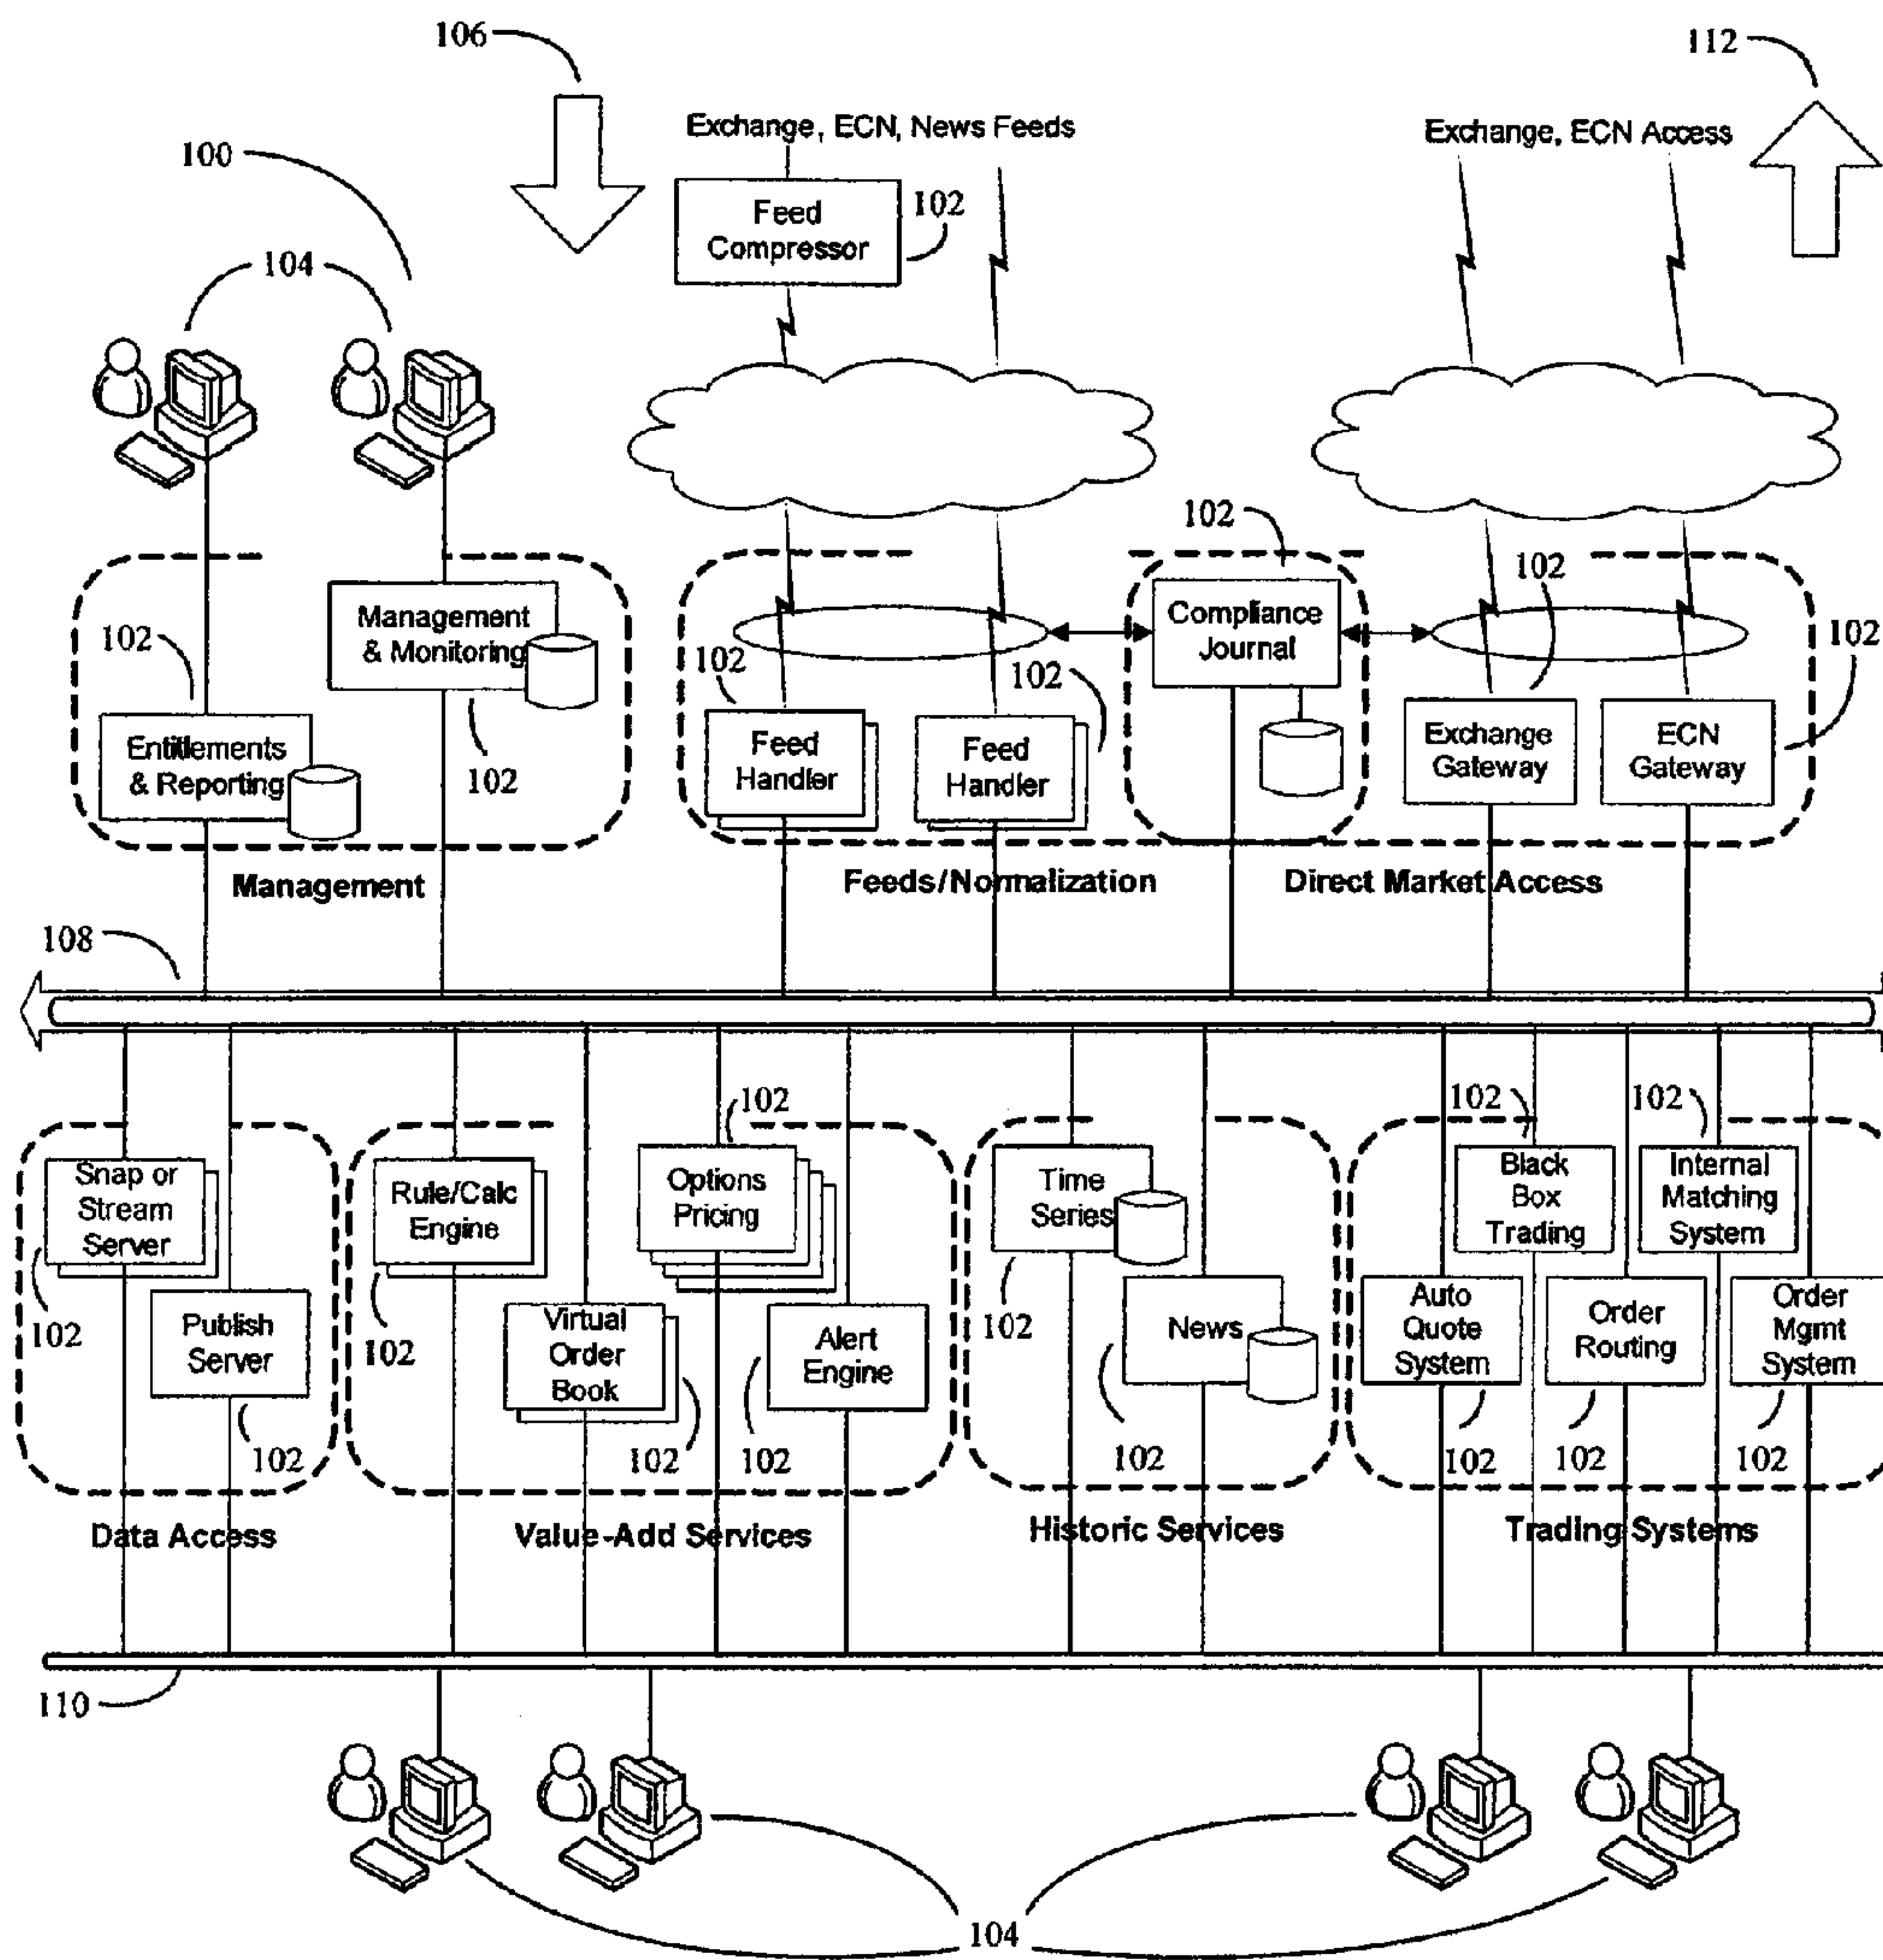 106
112
Exchange, ECN, News Feeds
Exchange, ECN Access
100
Feed
Compressor
102
104
102
102
Management
& Monitoring
Compliance
Journal
102
102
102
102
Entitlements
& Reporting
102
Feed
Handler
Feed
Handler
Exchange
Gateway
ECN
Gateway
Management
Feeds/Normalization
Direct Market Access
108
102
102
102
Snap or
Stream
Server
Rule/Calc
Engine
Options
Pricing
Time
Series
Black
Box
Trading
Internal
Matching
System
102
102
102
Publish
Server
Virtual
Order
Book
Alert
Engine
News
Auto
Quote
System
Order
Routing
Order
Mgmt
System
102
102
102
102
102
102
102
Data Access
Value-Add Services
Historic Services
Trading Systems
110
104